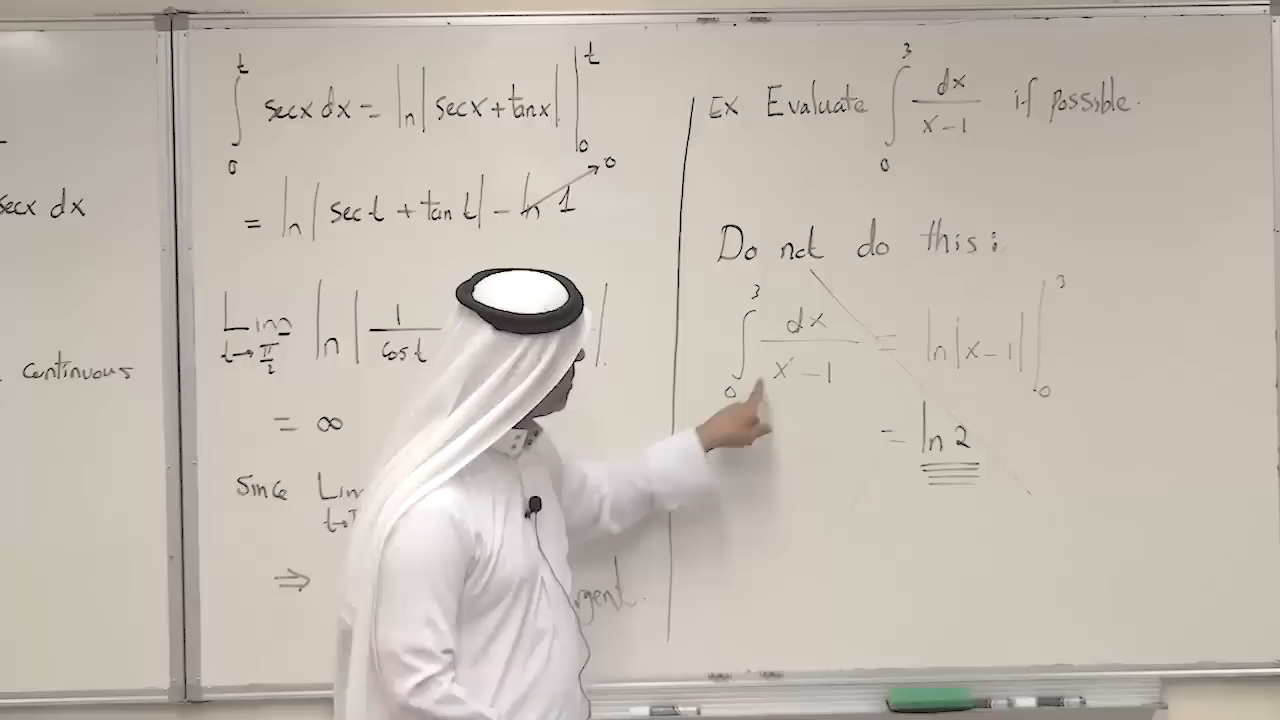 secx dx
continuous
∫₀ᵗ secx dx = ln|secx + tanx| |₀ᵗ
= ln|sec t + tan t| - ln 1 → 0
Lim t→π/2 ln|1/cos t
= ∞
Since Lim t→
⇒ rgent.
EX Evaluate ∫₀³ dx/(x-1) if possible.
Do not do this:
∫₀³ dx/(x-1) = ln|x-1| |₀³
= ln 2